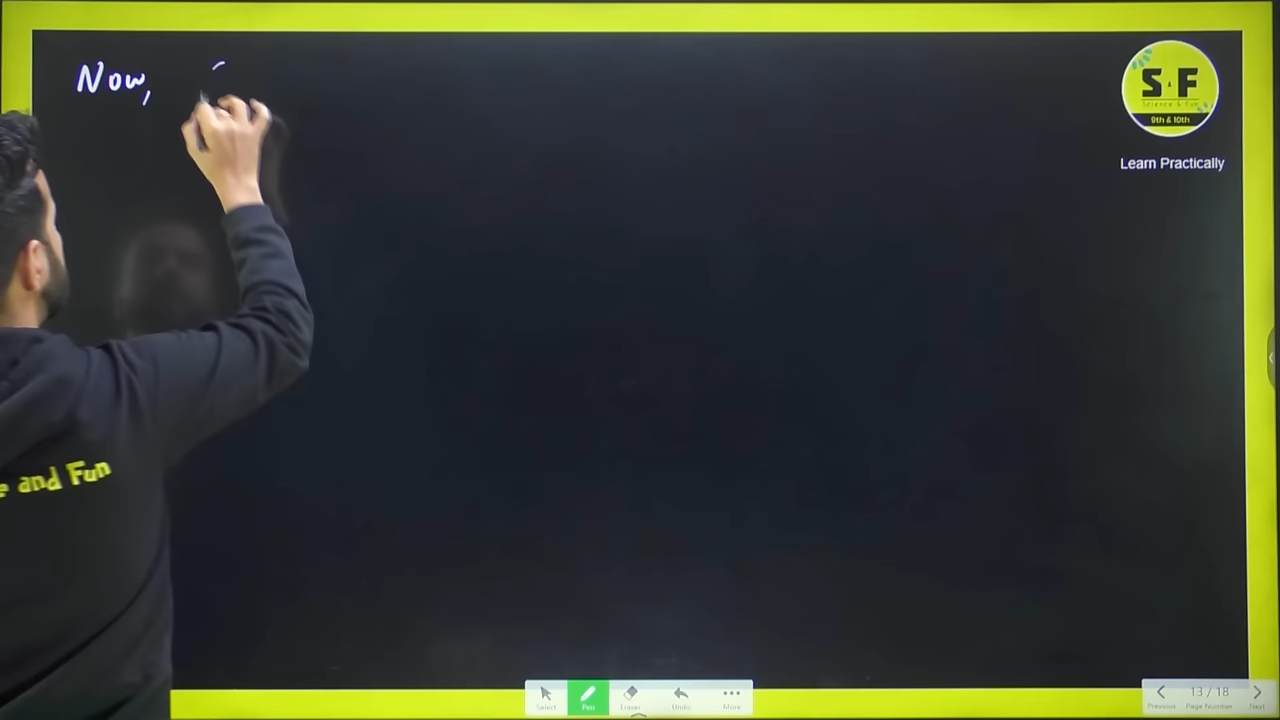 Now,
S & F
Science & Fun
9th & 10th
Learn Practically
e and Fun
Select
Pen
Eraser
Undo
More
13 / 18
Previous
Page Number
Next